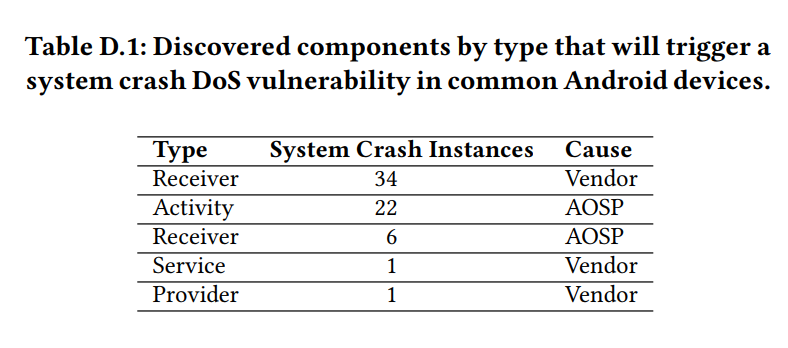 Table D.1: Discovered components by type that will trigger a
system crash DoS vulnerability in common Android devices.
Type System Crash Instances Cause
Receiver 34 Vendor
Activity 22 AOSP
Receiver 6 AOSP
Service 1 Vendor
Provider 1 Vendor